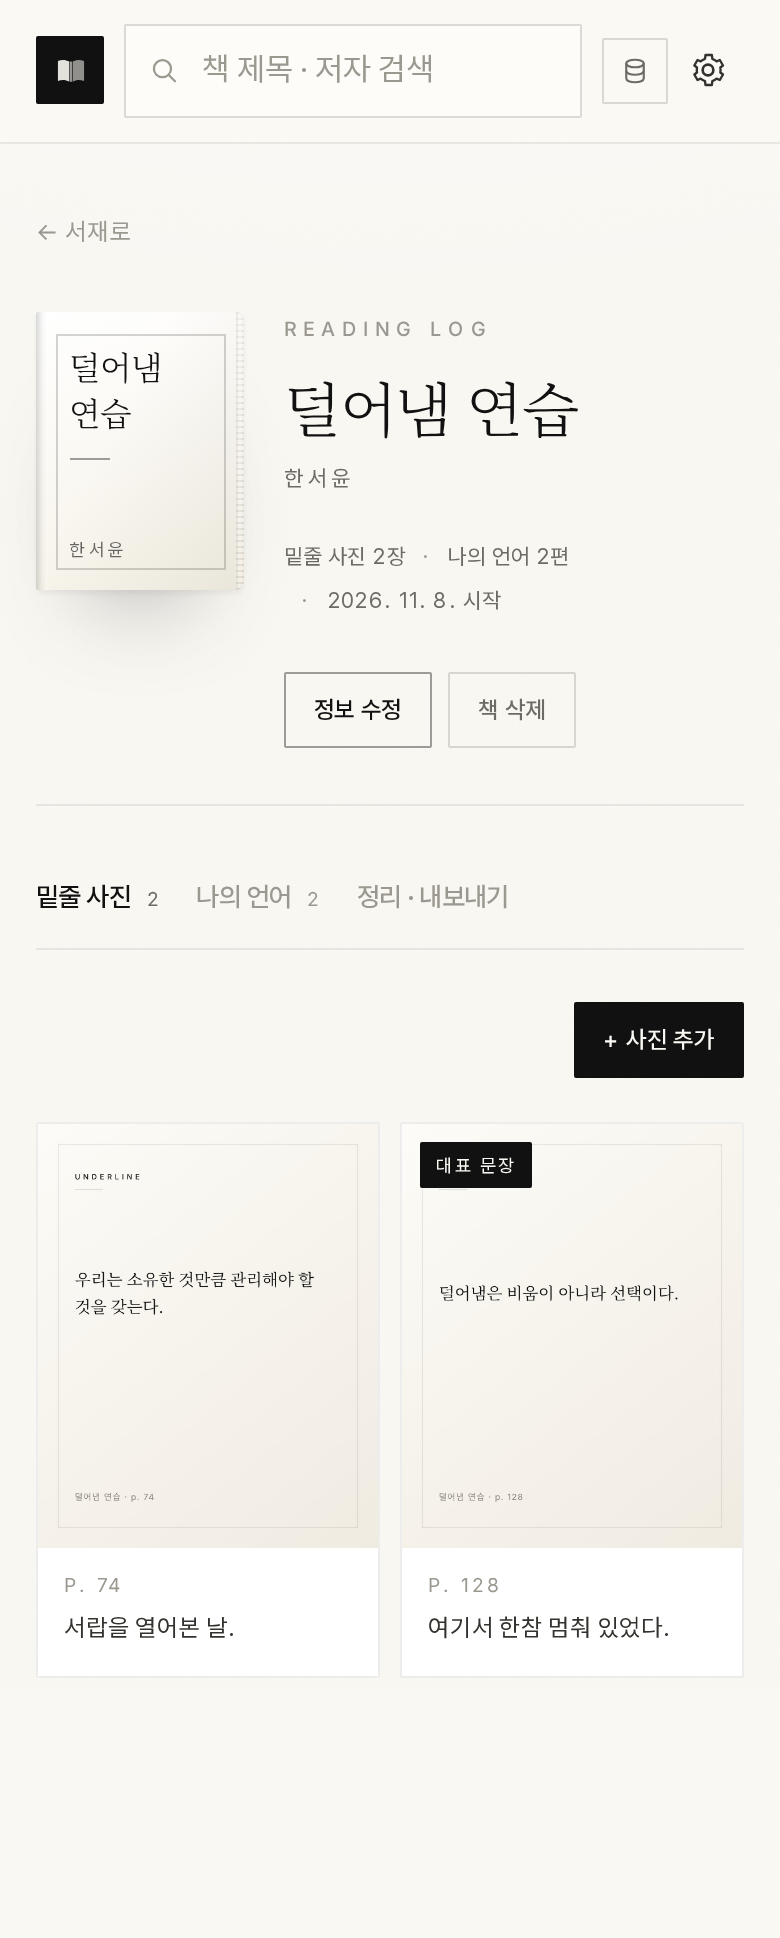 책 제목 · 저자 검색
← 서재로
덜어냄
연습
한서윤
READING LOG
덜어냄 연습
한서윤
밑줄 사진 2장 · 나의 언어 2편
· 2026. 11. 8. 시작
정보 수정
책 삭제
밑줄 사진 2
나의 언어 2
정리 · 내보내기
+ 사진 추가
UNDERLINE
우리는 소유한 것만큼 관리해야 할
것을 갖는다.
덜어냄 연습 · p. 74
P. 74
서랍을 열어본 날.
대표 문장
덜어냄은 비움이 아니라 선택이다.
덜어냄 연습 · p. 128
P. 128
여기서 한참 멈춰 있었다.